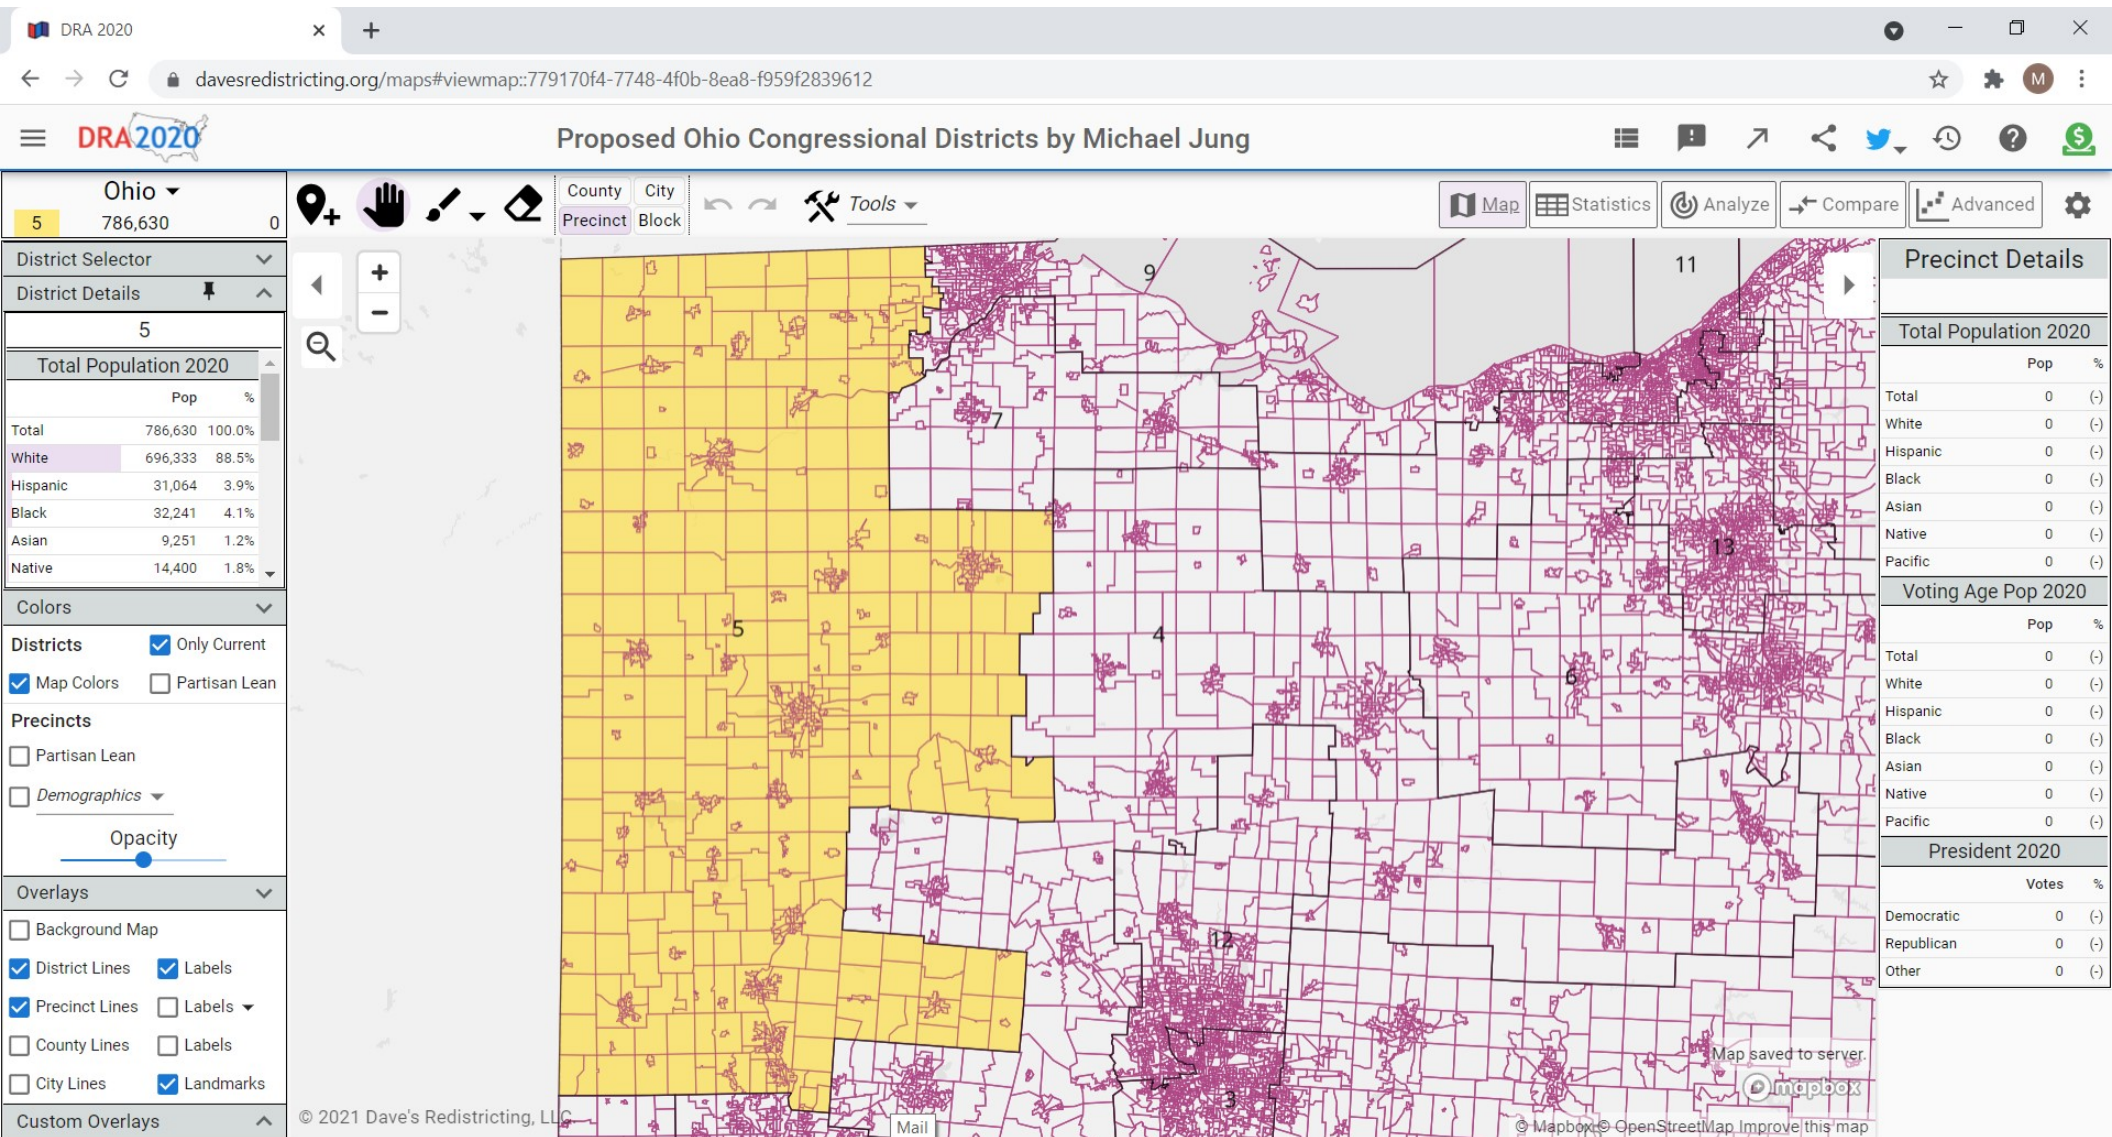 DRA 2020
davesredistricting.org/maps#viewmap::779170f4-7748-4f0b-8ea8-f959f2839612
M
DRA2020
Proposed Ohio Congressional Districts by Michael Jung
Ohio
5 786,630 0
County City
Precinct Block
Tools
Map Statistics Analyze Compare Advanced
District Selector
District Details
5
Total Population 2020
Pop %
Total 786,630 100.0%
White 696,333 88.5%
Hispanic 31,064 3.9%
Black 32,241 4.1%
Asian 9,251 1.2%
Native 14,400 1.8%
Colors
Districts Only Current
Map Colors Partisan Lean
Precincts
Partisan Lean
Demographics
Opacity
Overlays
Background Map
District Lines Labels
Precinct Lines Labels
County Lines Labels
City Lines Landmarks
Custom Overlays
9
11
7
13
5
4
6
12
3
Map saved to server.
mapbox
© 2021 Dave's Redistricting, LLC
Mail
© Mapbox © OpenStreetMap Improve this map
Precinct Details
Total Population 2020
Pop %
Total 0 (-)
White 0 (-)
Hispanic 0 (-)
Black 0 (-)
Asian 0 (-)
Native 0 (-)
Pacific 0 (-)
Voting Age Pop 2020
Pop %
Total 0 (-)
White 0 (-)
Hispanic 0 (-)
Black 0 (-)
Asian 0 (-)
Native 0 (-)
Pacific 0 (-)
President 2020
Votes %
Democratic 0 (-)
Republican 0 (-)
Other 0 (-)